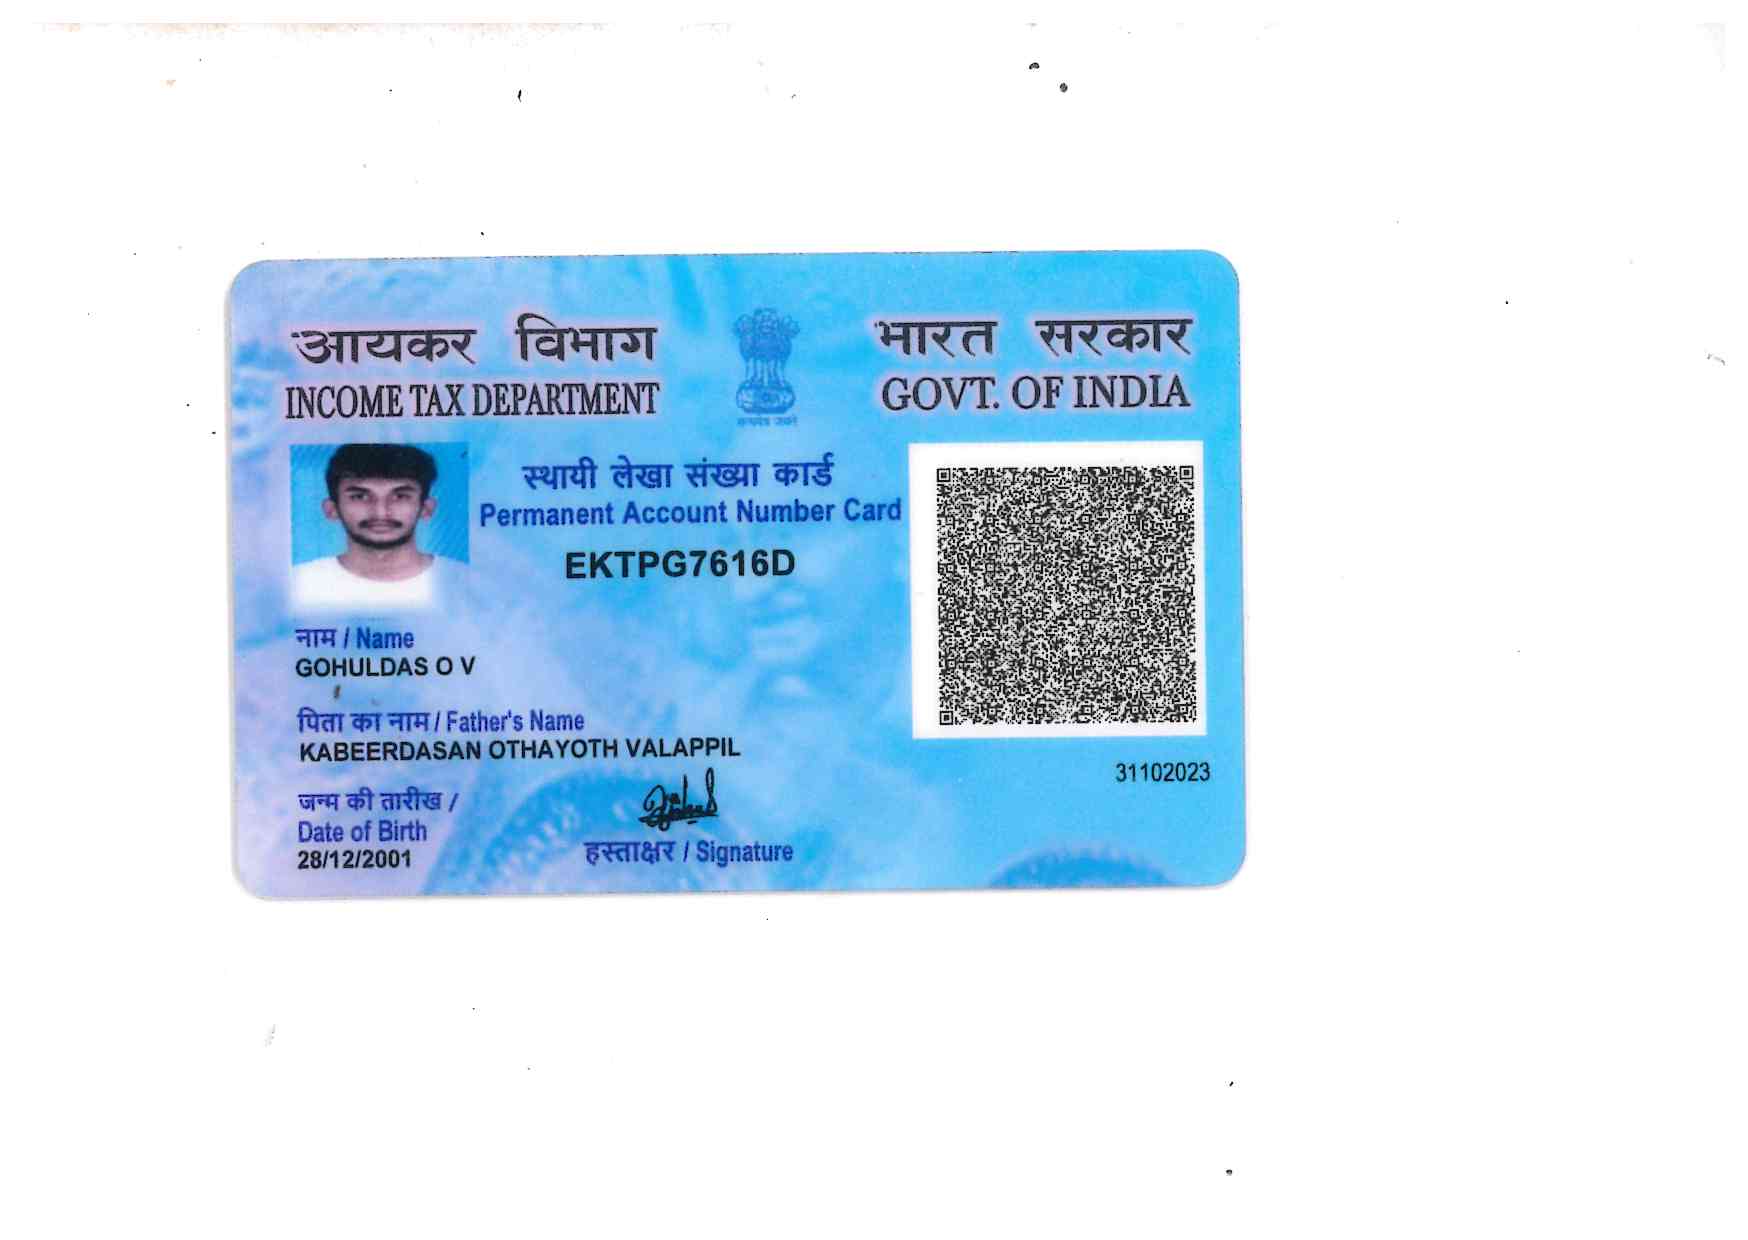 आयकर विभाग
INCOME TAX DEPARTMENT
भारत सरकार
GOVT. OF INDIA
स्थायी लेखा संख्या कार्ड
Permanent Account Number Card
EKTPG7616D
नाम / Name
GOHULDAS O V
पिता का नाम / Father's Name
KABEERDASAN OTHAYOTH VALAPPIL
31102023
जन्म की तारीख /
Date of Birth
28/12/2001
हस्ताक्षर / Signature